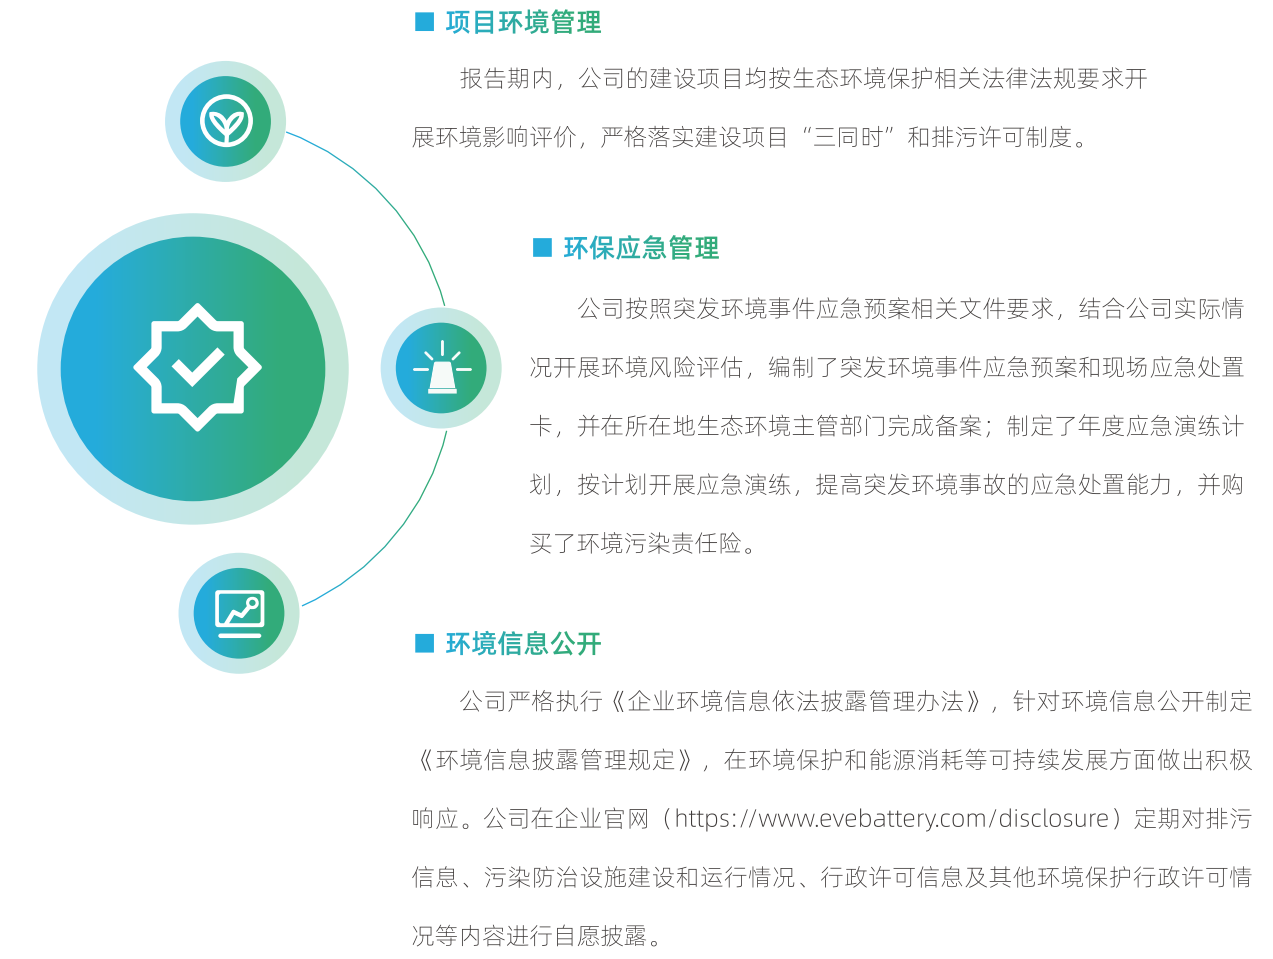 项目环境管理
报告期内，公司的建设项目均按生态环境保护相关法律法规要求开
展环境影响评价，严格落实建设项目“三同时”和排污许可制度。
环保应急管理
公司按照突发环境事件应急预案相关文件要求，结合公司实际情
况开展环境风险评估，编制了突发环境事件应急预案和现场应急处置
卡，并在所在地生态环境主管部门完成备案；制定了年度应急演练计
划，按计划开展应急演练，提高突发环境事故的应急处置能力，并购
买了环境污染责任险。
环境信息公开
公司严格执行《企业环境信息依法披露管理办法》，针对环境信息公开制定
《环境信息披露管理规定》，在环境保护和能源消耗等可持续发展方面做出积极
响应。公司在企业官网（https://www.evebattery.com/disclosure）定期对排污
信息、污染防治设施建设和运行情况、行政许可信息及其他环境保护行政许可情
况等内容进行自愿披露。